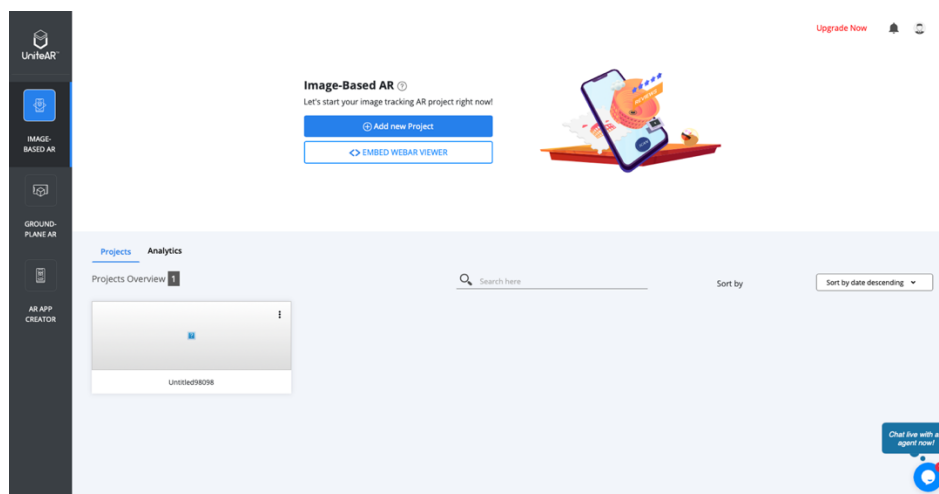 UniteAR™
IMAGE-
BASED AR
GROUND-
PLANE AR
AR APP
CREATOR
Upgrade Now
Image-Based AR
Let's start your image tracking AR project right now!
Add new Project
<> EMBED WEBAR VIEWER
REVIEWS
Projects
Analytics
Projects Overview 1
Search here
Sort by
Sort by date descending
Untitled98098
Chat live with a
agent now!